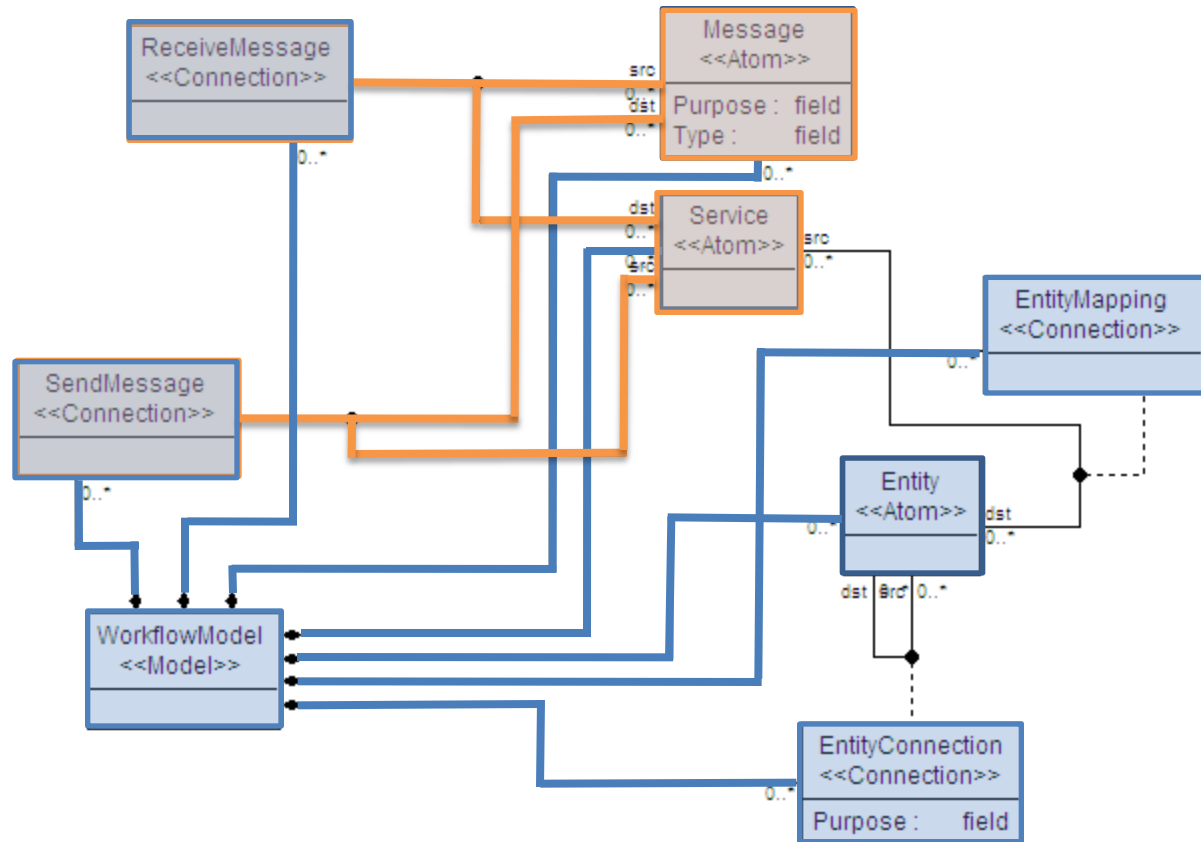 ReceiveMessage
<<Connection>>
0..*
Message
<<Atom>>
Purpose : field
Type : field
src
0..*
dst
0..*
0..*
Service
<<Atom>>
dst
0..*
0..*
src
0..*
src
0..*
EntityMapping
<<Connection>>
0..*
SendMessage
<<Connection>>
0..*
Entity
<<Atom>>
0..*
dst
0..*
dst
src
0..*
WorkflowModel
<<Model>>
EntityConnection
<<Connection>>
Purpose : field
0..*